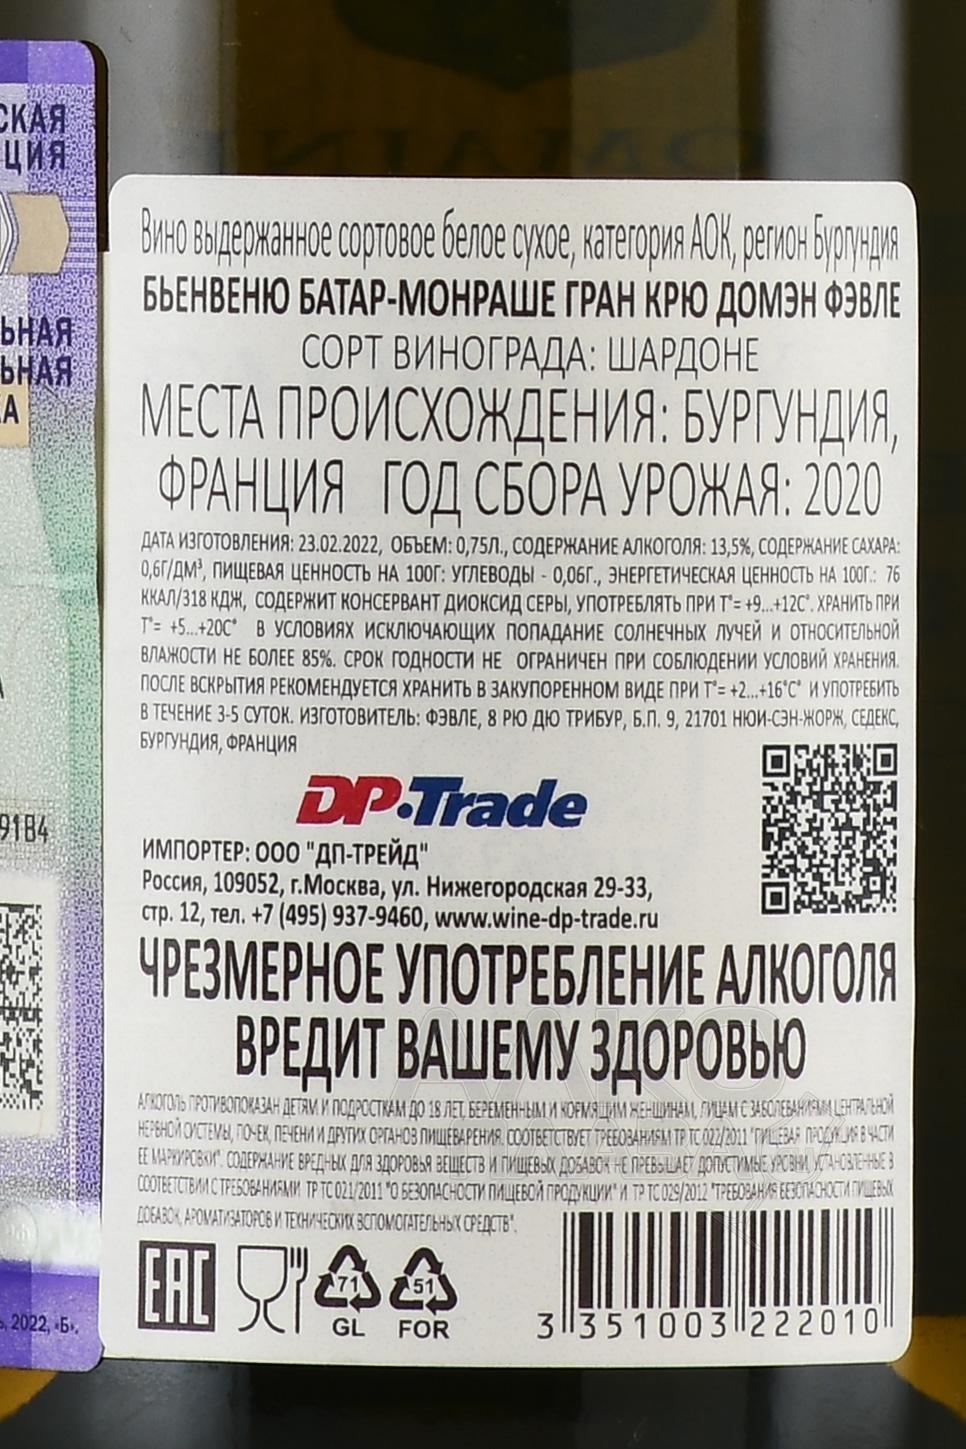 СКАЯ
ЦИЯ
ЬНАЯ
ЬНАЯ
КА
91В4
2022, «Б»,
Вино выдержанное сортовое белое сухое, категория АОК, регион Бургундия
БЬЕНВЕНЮ БАТАР-МОНРАШЕ ГРАН КРЮ ДОМЭН ФЭВЛЕ
СОРТ ВИНОГРАДА: ШАРДОНЕ
МЕСТА ПРОИСХОЖДЕНИЯ: БУРГУНДИЯ,
ФРАНЦИЯ ГОД СБОРА УРОЖАЯ: 2020
ДАТА ИЗГОТОВЛЕНИЯ: 23.02.2022, ОБЪЕМ: 0,75Л., СОДЕРЖАНИЕ АЛКОГОЛЯ: 13,5%, СОДЕРЖАНИЕ САХАРА:
0,6Г/ДМ³, ПИЩЕВАЯ ЦЕННОСТЬ НА 100Г: УГЛЕВОДЫ - 0,06Г., ЭНЕРГЕТИЧЕСКАЯ ЦЕННОСТЬ НА 100Г.: 76
ККАЛ/318 КДЖ, СОДЕРЖИТ КОНСЕРВАНТ ДИОКСИД СЕРЫ, УПОТРЕБЛЯТЬ ПРИ T°= +9...+12C°. ХРАНИТЬ ПРИ
T°= +5...+20C° В УСЛОВИЯХ ИСКЛЮЧАЮЩИХ ПОПАДАНИЕ СОЛНЕЧНЫХ ЛУЧЕЙ И ОТНОСИТЕЛЬНОЙ
ВЛАЖОСТИ НЕ БОЛЕЕ 85%. СРОК ГОДНОСТИ НЕ ОГРАНИЧЕН ПРИ СОБЛЮДЕНИИ УСЛОВИЙ ХРАНЕНИЯ.
ПОСЛЕ ВСКРЫТИЯ РЕКОМЕНДУЕТСЯ ХРАНИТЬ В ЗАКУПОРЕННОМ ВИДЕ ПРИ T°= +2...+16°C° И УПОТРЕБИТЬ
В ТЕЧЕНИЕ 3-5 СУТОК. ИЗГОТОВИТЕЛЬ: ФЭВЛЕ, 8 РЮ ДЮ ТРИБУР, Б.П. 9, 21701 НЮИ-СЭН-ЖОРЖ, СЕДЕКС,
БУРГУНДИЯ, ФРАНЦИЯ
DP•Trade
ИМПОРТЕР: ООО "ДП-ТРЕЙД"
Россия, 109052, г.Москва, ул. Нижегородская 29-33,
стр. 12, тел. +7 (495) 937-9460, www.wine-dp-trade.ru
ЧРЕЗМЕРНОЕ УПОТРЕБЛЕНИЕ АЛКОГОЛЯ
ВРЕДИТ ВАШЕМУ ЗДОРОВЬЮ
АЛКОГОЛЬ ПРОТИВОПОКАЗАН ДЕТЯМ И ПОДРОСТКАМ ДО 18 ЛЕТ, БЕРЕМЕННЫМ И КОРМЯЩИМ ЖЕНЩИНАМ, ЛИЦАМ С ЗАБОЛЕВАНИЯМИ ЦЕНТРАЛЬНОЙ
НЕРВНОЙ СИСТЕМЫ, ПОЧЕК, ПЕЧЕНИ И ДРУГИХ ОРГАНОВ ПИЩЕВАРЕНИЯ. СООТВЕТСТВУЕТ ТРЕБОВАНИЯМ ТР ТС 022/2011 "ПИЩЕВАЯ ПРОДУКЦИЯ В ЧАСТИ
ЕЕ МАРКИРОВКИ". СОДЕРЖАНИЕ ВРЕДНЫХ ДЛЯ ЗДОРОВЬЯ ВЕЩЕСТВ И ПИЩЕВЫХ ДОБАВОК НЕ ПРЕВЫШАЕТ ДОПУСТИМЫЕ УРОВНИ, УСТАНОВЛЕННЫЕ В
СООТВЕТСТВИИ С ТРЕБОВАНИЯМИ ТР ТС 021/2011 "О БЕЗОПАСНОСТИ ПИЩЕВОЙ ПРОДУКЦИИ" И ТР ТС 029/2012 "ТРЕБОВАНИЯ БЕЗОПАСНОСТИ ПИЩЕВЫХ
ДОБАВОК, АРОМАТИЗАТОРОВ И ТЕХНИЧЕСКИХ ВСПОМОГАТЕЛЬНЫХ СРЕДСТВ".
EAC
71
GL
51
FOR
3 351003 222010